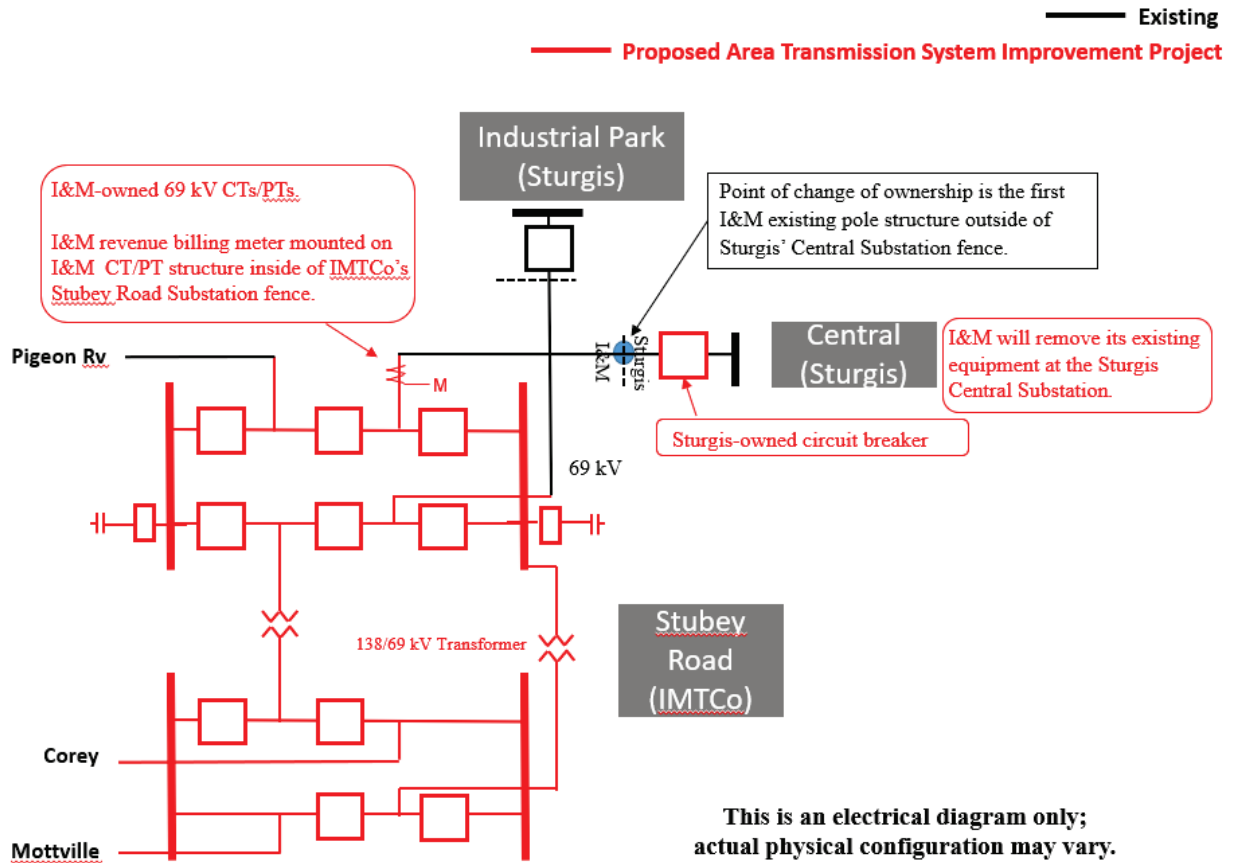 Existing
Proposed Area Transmission System Improvement Project
Industrial Park
(Sturgis)
I&M-owned 69 kV CTs/PTs.
I&M revenue billing meter mounted on
I&M CT/PT structure inside of IMTCo's
Stubey Road Substation fence.
Point of change of ownership is the first
I&M existing pole structure outside of
Sturgis' Central Substation fence.
Pigeon Rv
M
I&M
Sturgis
Central
(Sturgis)
I&M will remove its existing
equipment at the Sturgis
Central Substation.
Sturgis-owned circuit breaker
69 kV
138/69 kV Transformer
Stubey
Road
(IMTCo)
Corey
Mottville
This is an electrical diagram only;
actual physical configuration may vary.